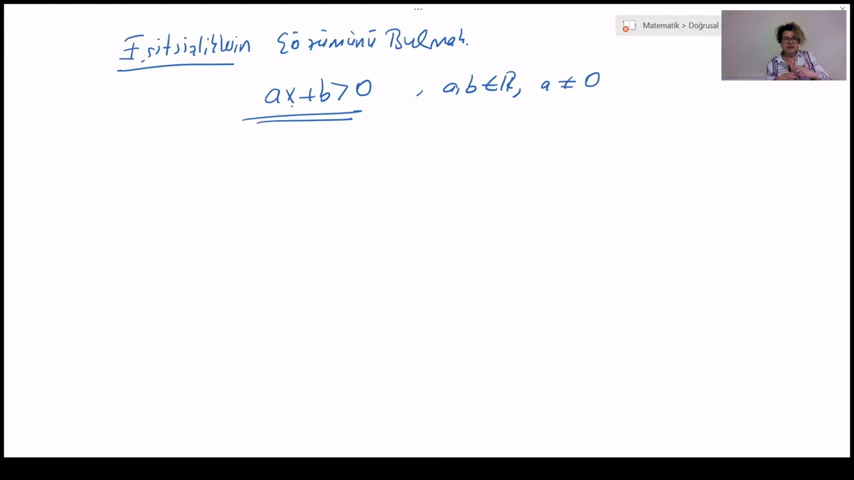 Matematik > Doğrusal
Eşitsizliklerin Çözümünü Bulmak.
ax+b>0 , a,b∈ℝ, a≠0